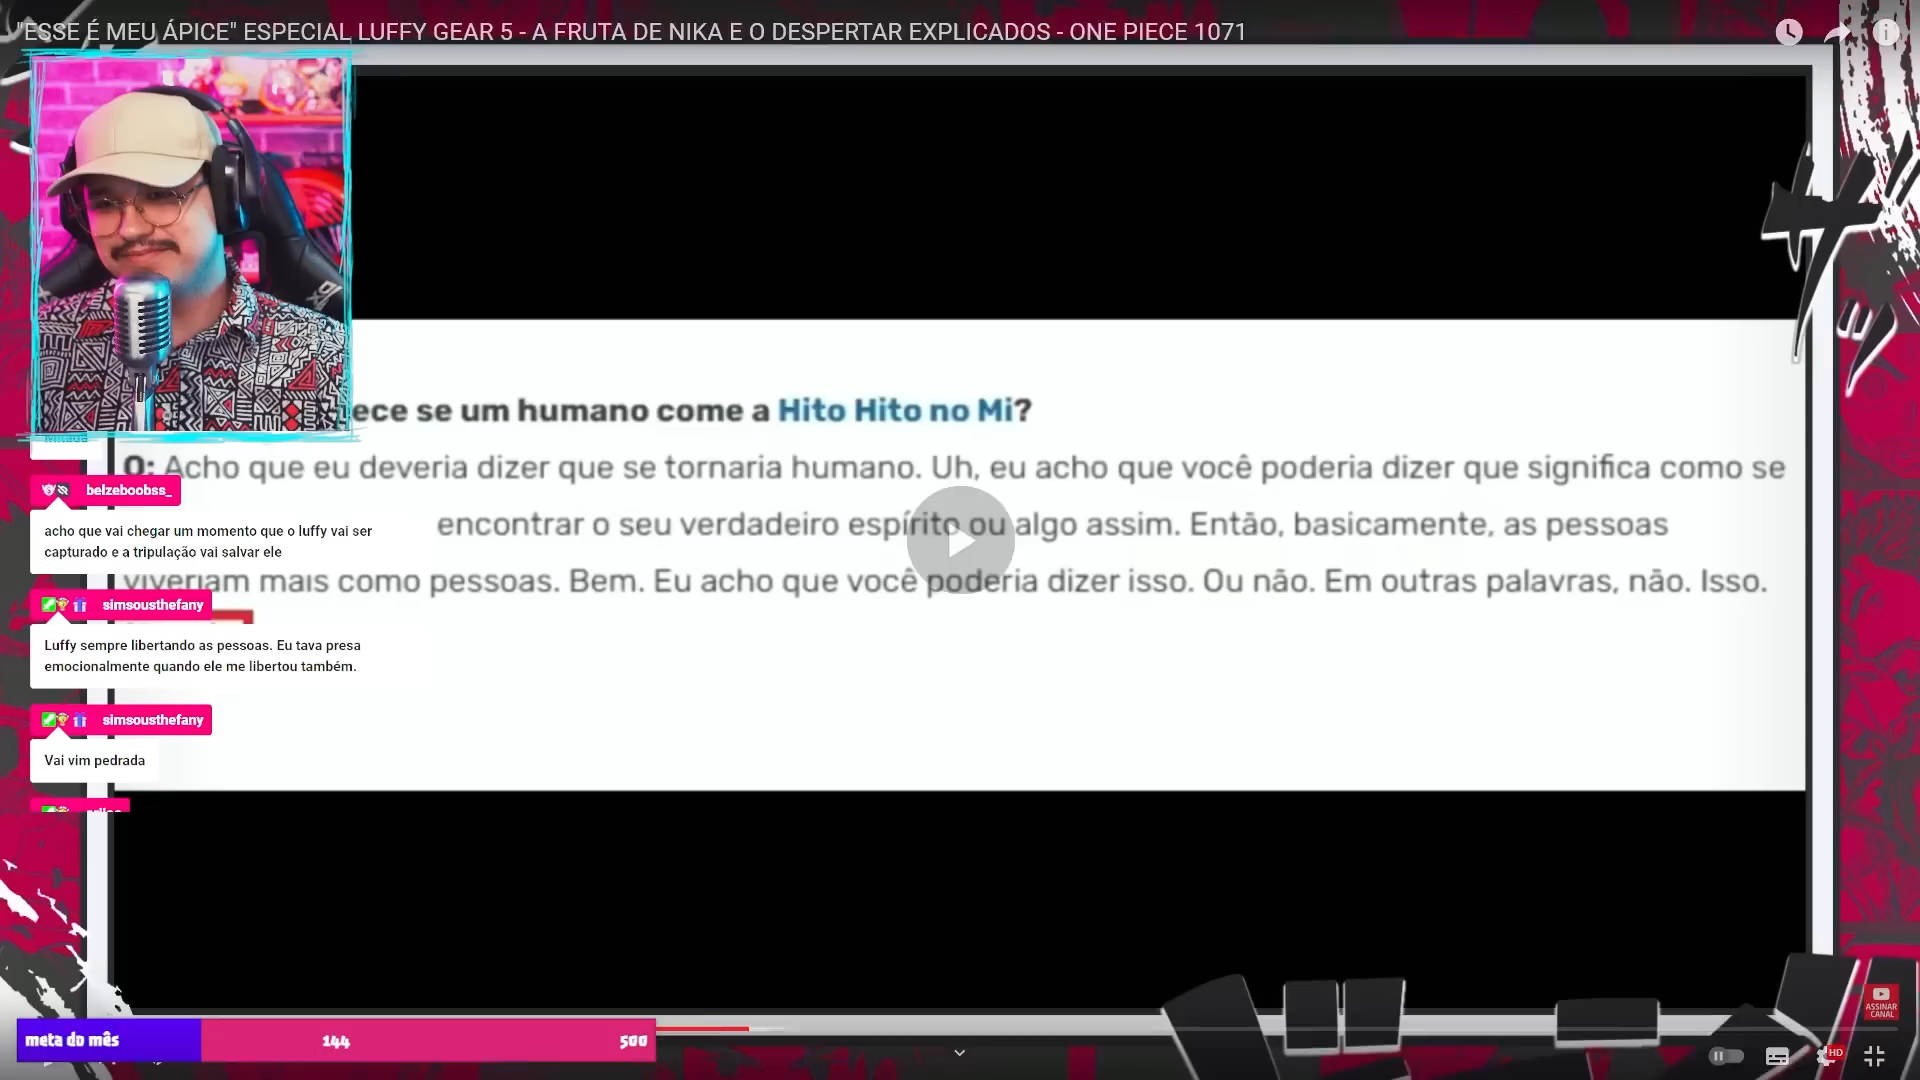 "ESSE É MEU ÁPICE" ESPECIAL LUFFY GEAR 5 - A FRUTA DE NIKA E O DESPERTAR EXPLICADOS - ONE PIECE 1071
ece se um humano come a Hito Hito no Mi?
O: Acho que eu deveria dizer que se tornaria humano. Uh, eu acho que você poderia dizer que significa como se
encontrar o seu verdadeiro espírito ou algo assim. Então, basicamente, as pessoas
viveriam mais como pessoas. Bem. Eu acho que você poderia dizer isso. Ou não. Em outras palavras, não. Isso.
belzeboobss_
acho que vai chegar um momento que o luffy vai ser
capturado e a tripulação vai salvar ele
simsousthefany
Luffy sempre libertando as pessoas. Eu tava presa
emocionalmente quando ele me libertou também.
simsousthefany
Vai vim pedrada
meta do mês 144 500
ASSINAR
CANAL
HD